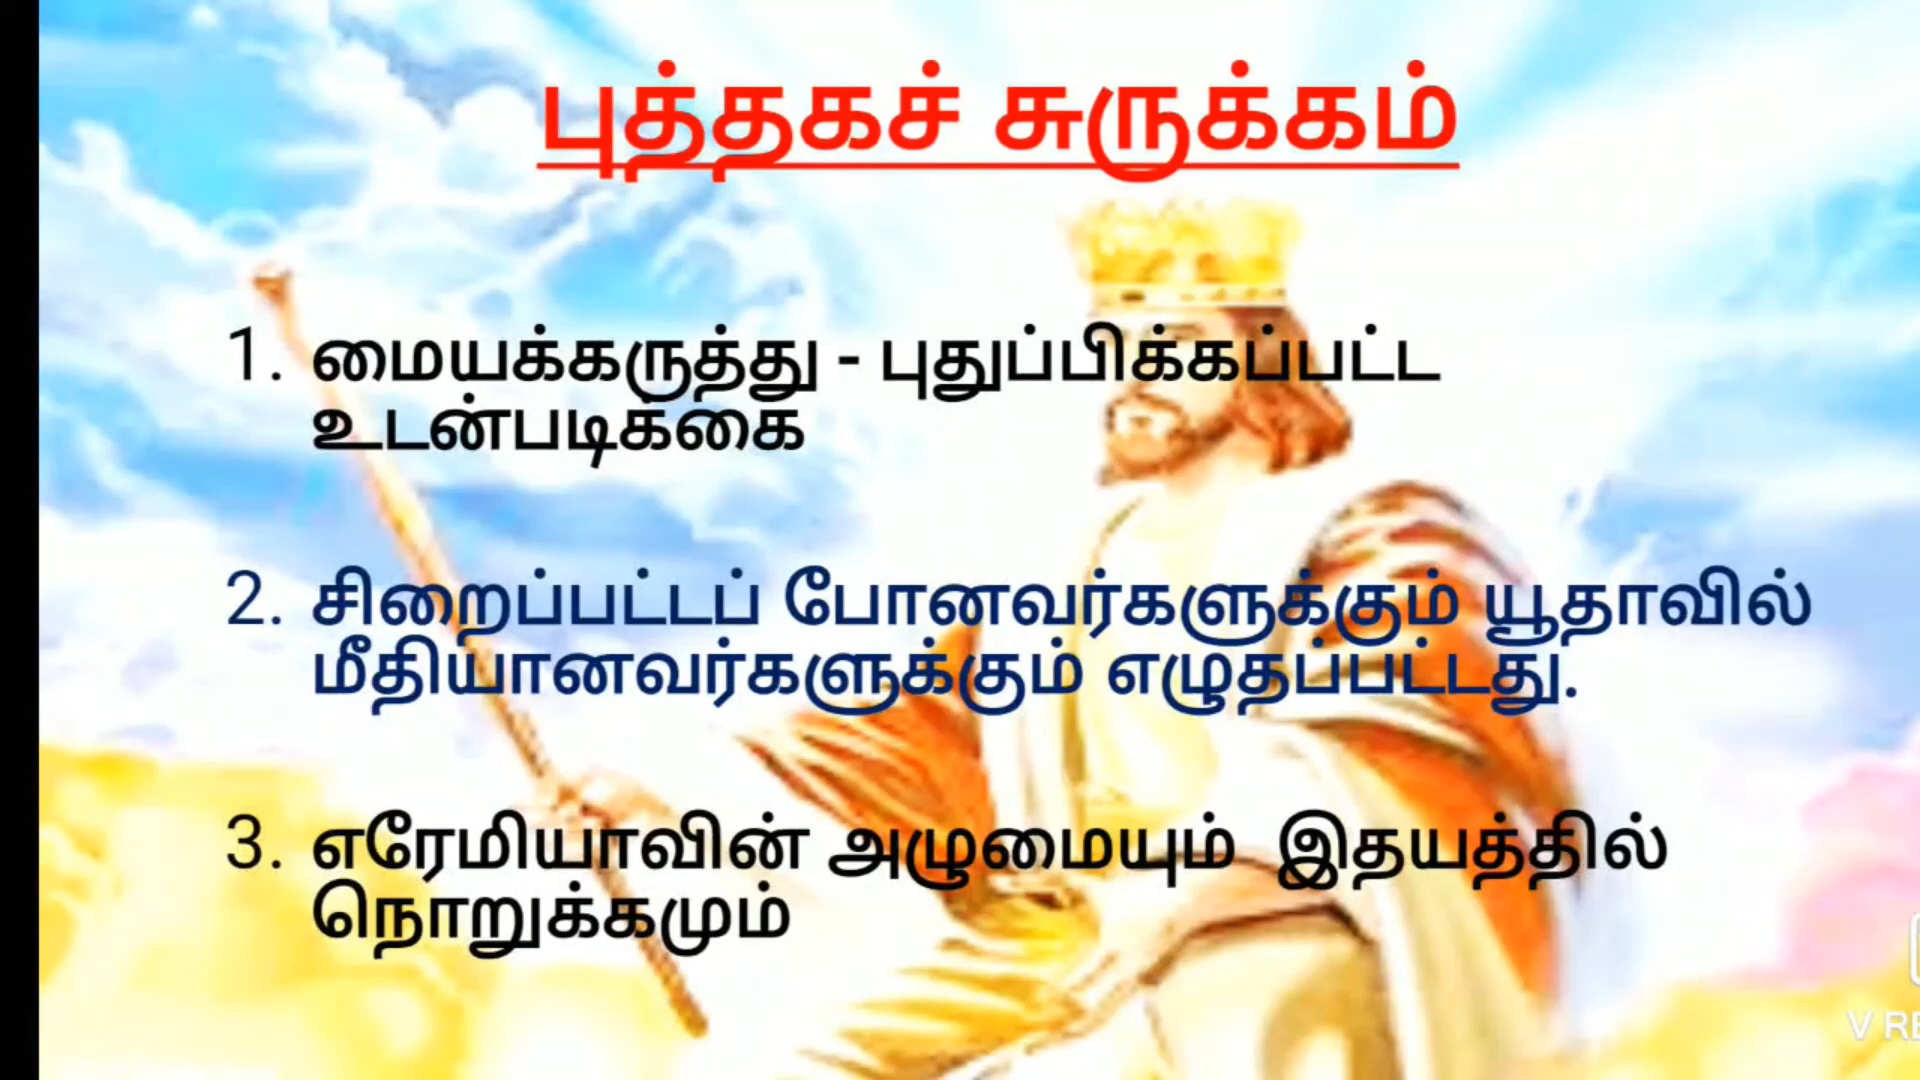 புத்தகச் சுருக்கம்
1. மையக்கருத்து - புதுப்பிக்கப்பட்ட
உடன்படிக்கை
2. சிறைப்பட்டப் போனவர்களுக்கும் யூதாவில்
மீதியானவர்களுக்கும் எழுதப்பட்டது.
3. எரேமியாவின் அழுமையும் இதயத்தில்
நொறுக்கமும்